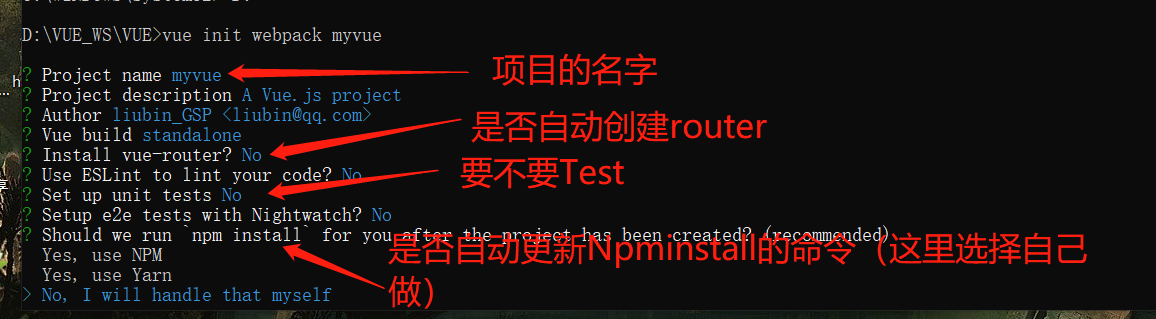 D:\VUE_WS\VUE>vue init webpack myvue
? Project name myvue
项目的名字
? Project description A Vue.js project
? Author liubin_GSP <liubin@qq.com>
? Vue build standalone
是否自动创建router
? Install vue-router? No
? Use ESLint to lint your code? No
要不要Test
? Set up unit tests No
? Setup e2e tests with Nightwatch? No
? Should we run `npm install` for you after the project has been created? (recommended)
是否自动更新Npminstall的命令（这里选择自己
做）
Yes, use NPM
Yes, use Yarn
> No, I will handle that myself